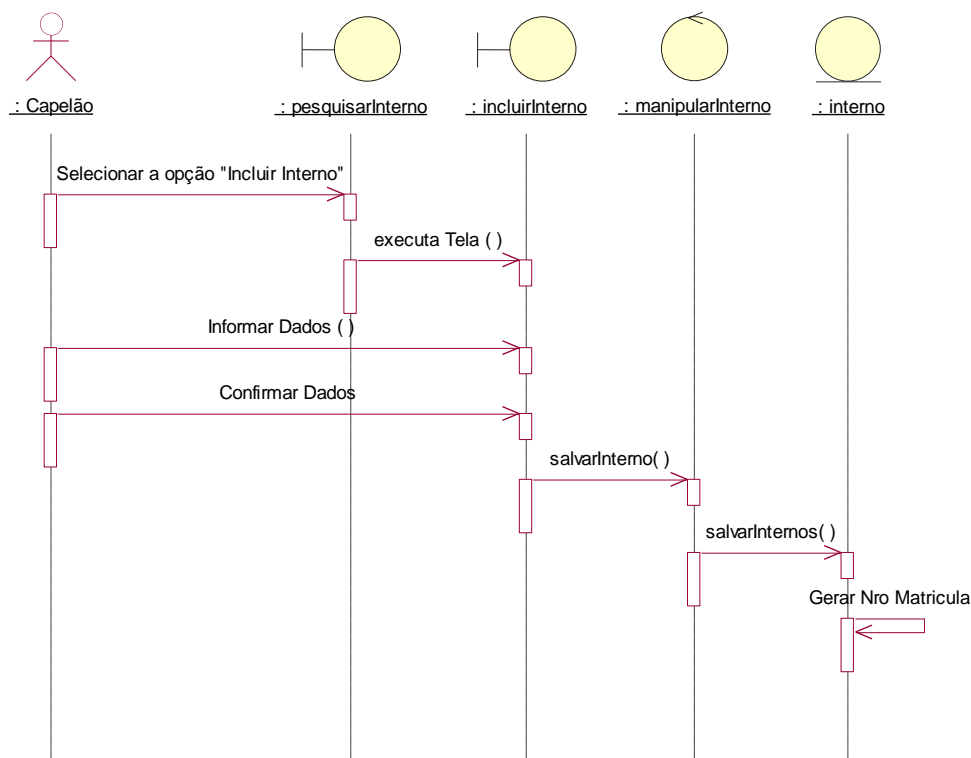 : Capelão
: pesquisarInterno
: incluirInterno
: manipularInterno
: interno
Selecionar a opção "Incluir Interno"
executa Tela ( )
Informar Dados ( )
Confirmar Dados
salvarInterno( )
salvarInternos( )
Gerar Nro Matricula